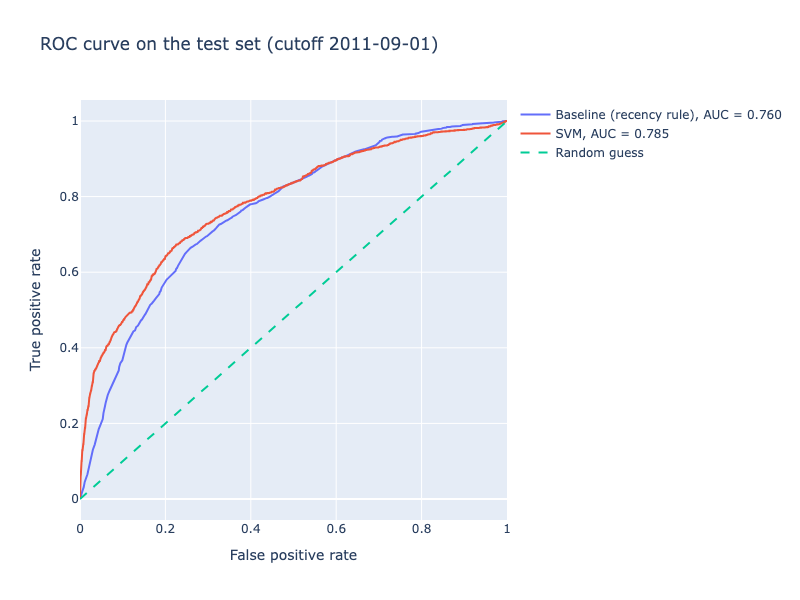 ROC curve on the test set (cutoff 2011-09-01)
Baseline (recency rule), AUC = 0.760
SVM, AUC = 0.785
Random guess
True positive rate
1
0.8
0.6
0.4
0.2
0
0 0.2 0.4 0.6 0.8 1
False positive rate